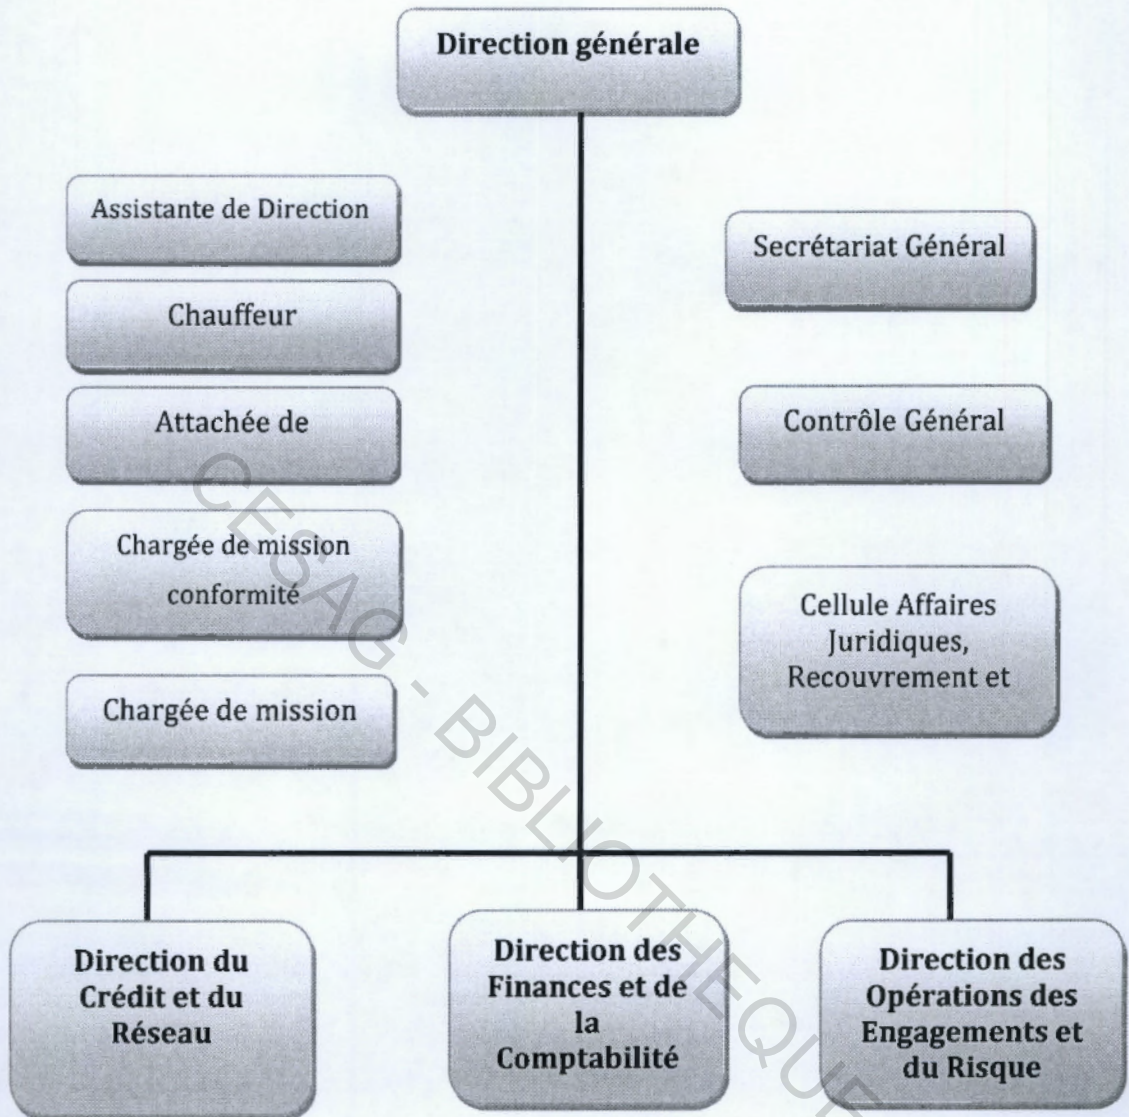 Direction générale
Assistante de Direction
Chauffeur
Attachée de
Chargée de mission
conformité
Chargée de mission
Secrétariat Général
Contrôle Général
Cellule Affaires
Juridiques,
Recouvrement et
Direction du
Crédit et du
Réseau
Direction des
Finances et de
la
Comptabilité
Direction des
Opérations des
Engagements et
du Risque
CESAG - BIBLIOTHEQUE